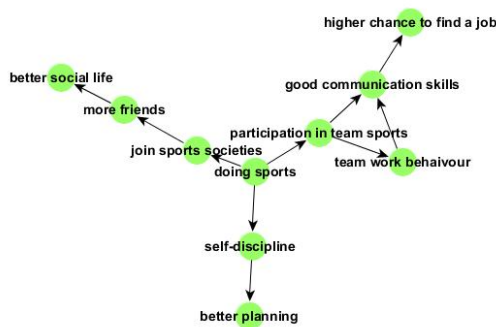 higher chance to find a job
better social life
good communication skills
more friends
participation in team sports
join sports societies
team work behaivour
doing sports
self-discipline
better planning